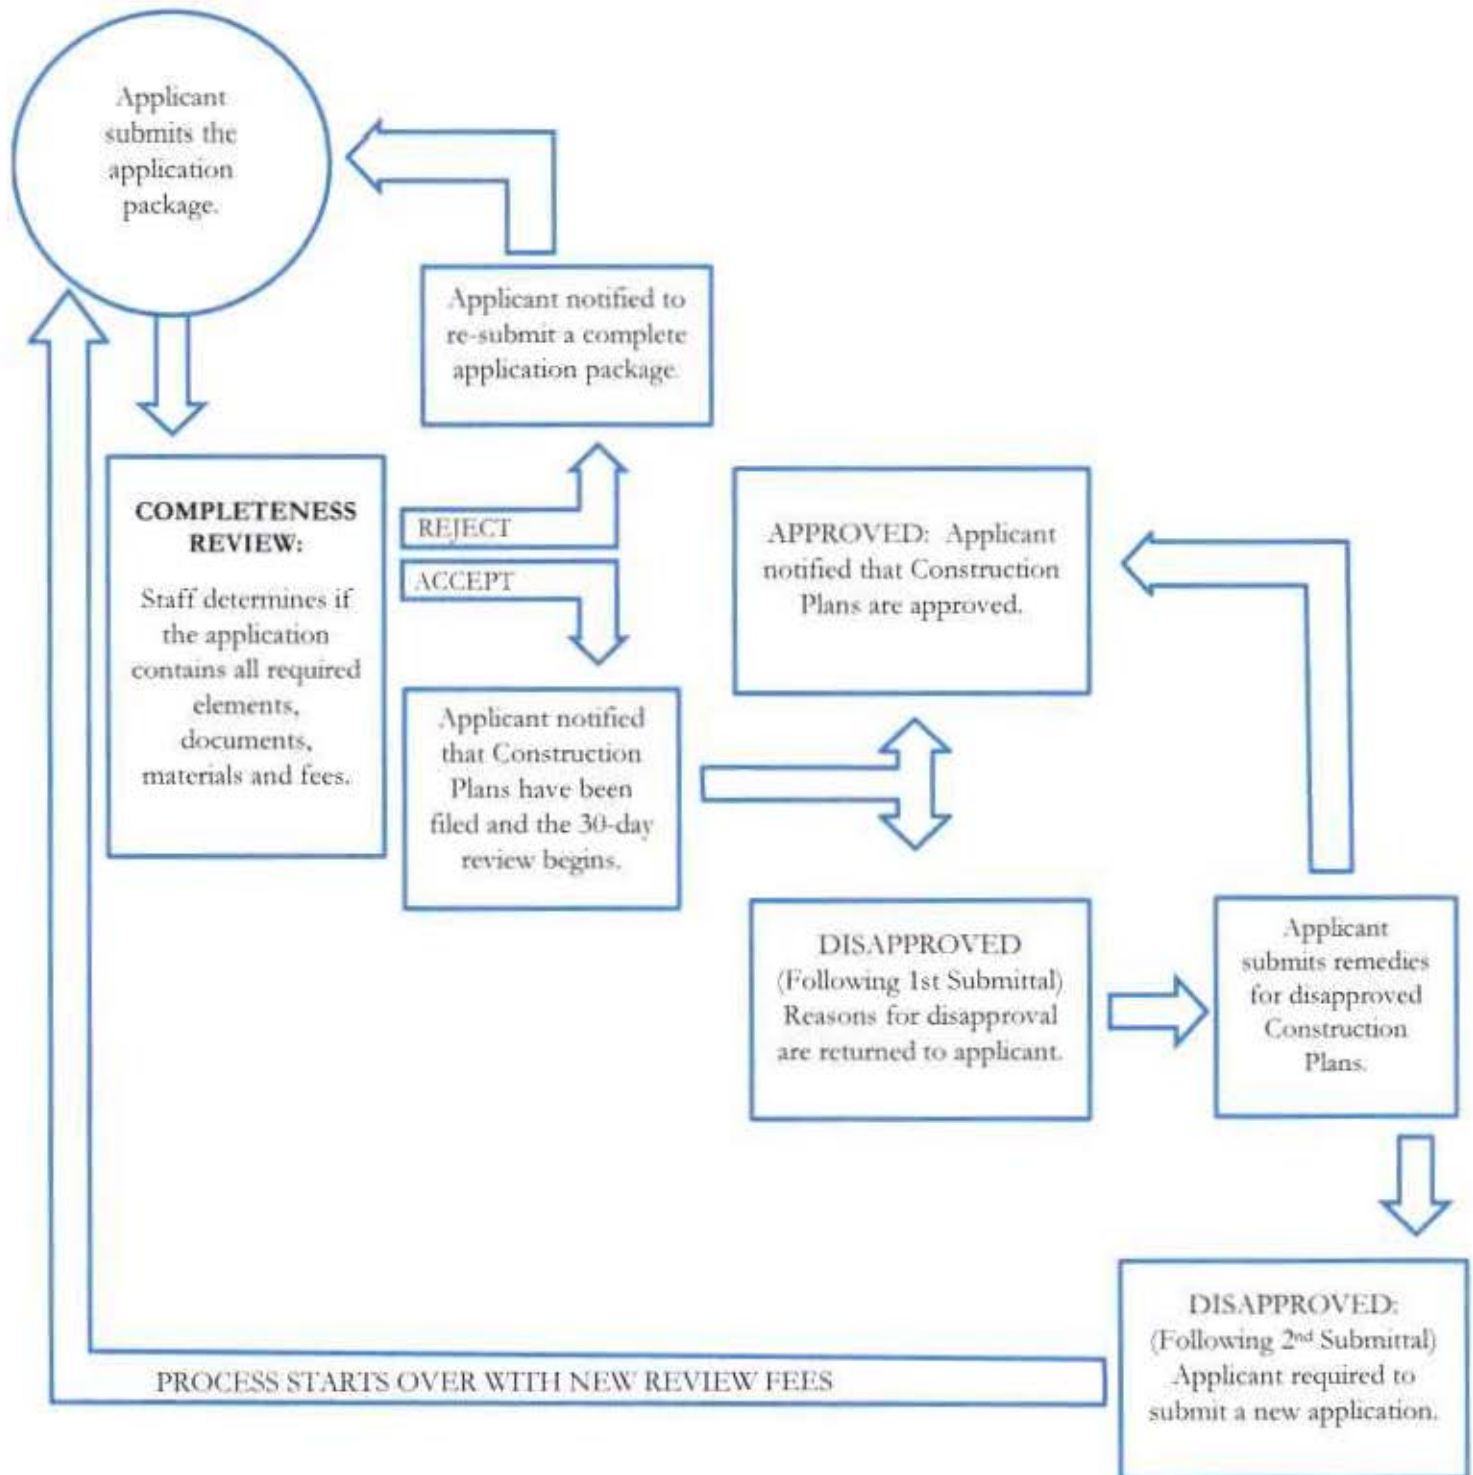 Applicant
submits the
application
package.
Applicant notified to
re-submit a complete
application package.
COMPLETENESS
REVIEW:
Staff determines if
the application
contains all required
elements,
documents,
materials and fees.
REJECT
ACCEPT
Applicant notified
that Construction
Plans have been
filed and the 30-day
review begins.
APPROVED: Applicant
notified that Construction
Plans are approved.
DISAPPROVED
(Following 1st Submittal)
Reasons for disapproval
are returned to applicant.
Applicant
submits remedies
for disapproved
Construction
Plans.
DISAPPROVED:
(Following 2nd Submittal)
Applicant required to
submit a new application.
PROCESS STARTS OVER WITH NEW REVIEW FEES